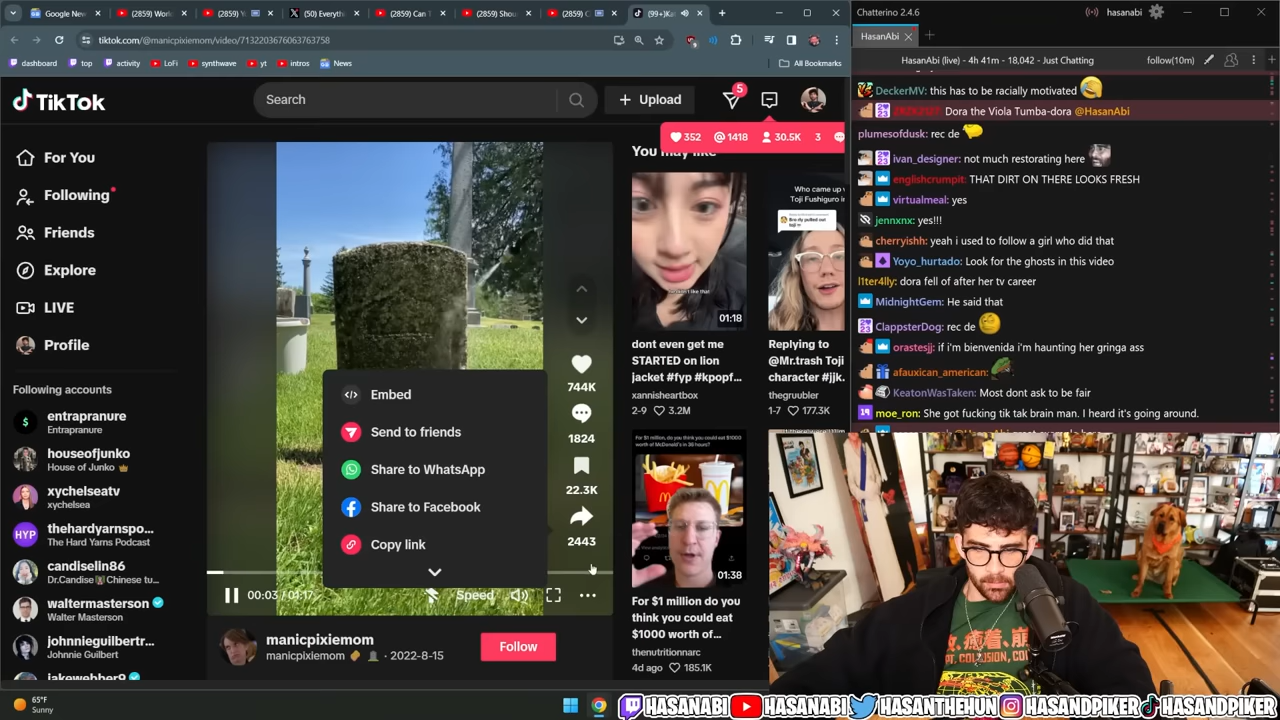 Google New
(2859) Work
(2859) Y
(50) Everyth
(2859) Can T
(2859) Shou
(2859) C
(99+)Ka
tiktok.com/@manicpixiemom/video/7132203676063763758
dashboard
top
activity
LoFi
synthwave
yt
intros
News
All Bookmarks
TikTok
Search
Upload
5
352
1418
30.5K
3
For You
Following
Friends
Explore
LIVE
Profile
Following accounts
entrapranure
Entrapranure
houseofjunko
House of Junko
xychelseatv
xychelsea
thehardyarnspo...
The Hard Yarns Podcast
candiselin86
Dr.Candise Chinese tu...
waltermasterson
Walter Masterson
johnnieguilbertr...
Johnnie Guilbert
jakewebber9
Embed
Send to friends
Share to WhatsApp
Share to Facebook
Copy link
744K
1824
22.3K
2443
00:03 / 01:17
Speed
manicpixiemom
manicpixiemom · 2022-8-15
Follow
You may like
01:18
dont even get me
STARTED on lion
jacket #fyp #kpopf...
xannisheartbox
2-9
3.2M
Who came up w
Toji Fushiguro in
Replying to
@Mr.trash Toji
character #jjk.
thegruubler
1-7
177.3K
For $1 million, do you think you could eat
$1000 worth of McDonald's in 36 hours?
01:38
For $1 million do you
think you could eat
$1000 worth of...
thenutritionnarc
4d ago
185.1K
Chatterino 2.4.6
hasanabi
HasanAbi
HasanAbi (live) - 4h 41m - 18,042 - Just Chatting
follow(10m)
DeckerMV: this has to be racially motivated
Dora the Viola Tumba-dora @HasanAbi
plumesofdusk: rec de
ivan_designer: not much restorating here
englishcrumpit: THAT DIRT ON THERE LOOKS FRESH
virtualmeal: yes
jennxnx: yes!!!
cherryishh: yeah i used to follow a girl who did that
Yoyo_hurtado: Look for the ghosts in this video
l1ter4lly: dora fell of after her tv career
MidnightGem: He said that
ClappsterDog: rec de
orastesjj: if i'm bienvenida i'm haunting her gringa ass
afauxican_american:
KeatonWasTaken: Most dont ask to be fair
moe_ron: She got fucking tik tak brain man. I heard it's going around.
65°F
Sunny
HASANABI
HASANABI
HASANTHEHUN
HASANDPIKER
HASANDPIKER